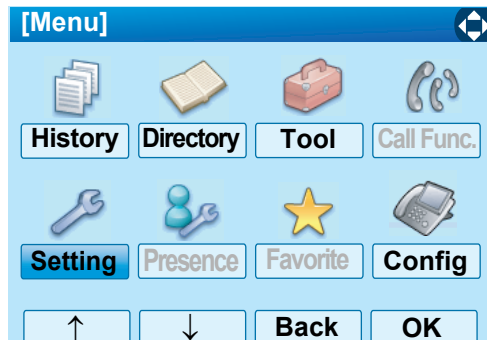 [Menu]
History Directory Tool Call Func.
Setting Presence Favorite Config
↑ ↓ Back OK